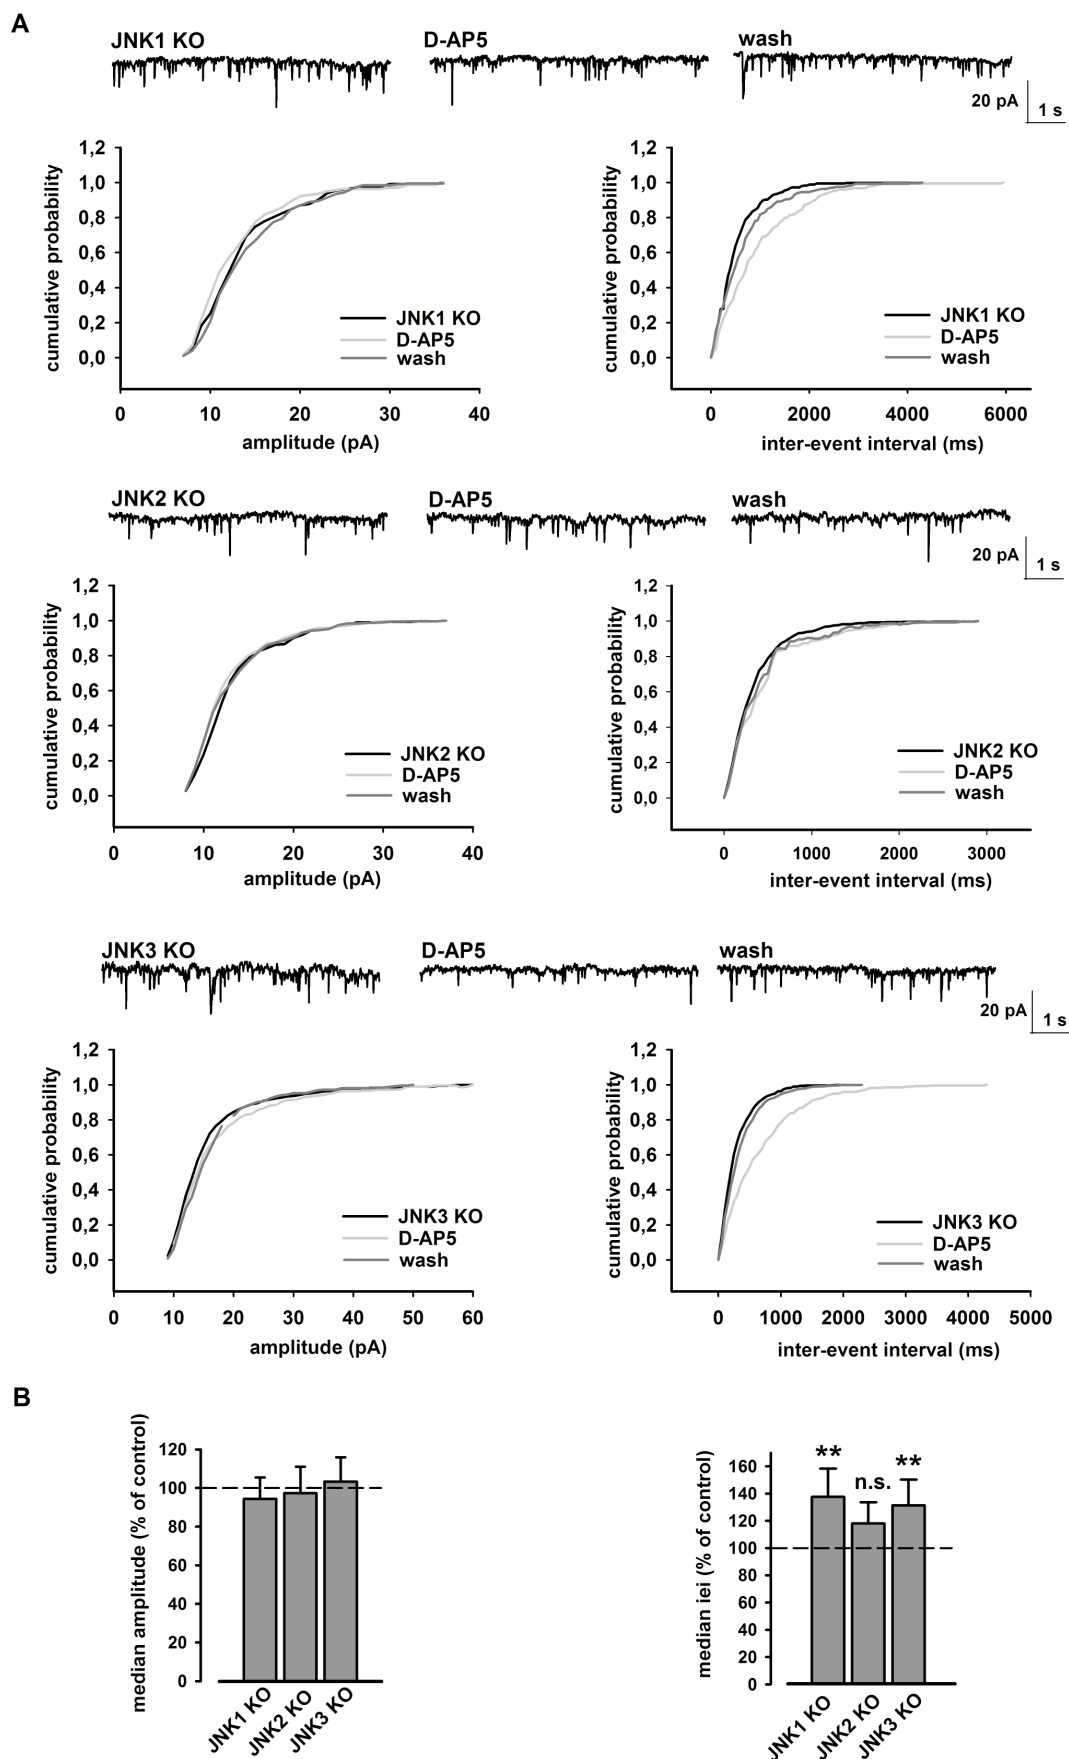 A
JNK1 KO D-AP5 wash
20 pA 1 s
cumulative probability
1,2
1,0
0,8
0,6
0,4
0,2
0,0
JNK1 KO
D-AP5
wash
0 10 20 30 40
amplitude (pA)
cumulative probability
1,2
1,0
0,8
0,6
0,4
0,2
0,0
JNK1 KO
D-AP5
wash
0 2000 4000 6000
inter-event interval (ms)
JNK2 KO D-AP5 wash
20 pA 1 s
cumulative probability
1,2
1,0
0,8
0,6
0,4
0,2
0,0
JNK2 KO
D-AP5
wash
0 10 20 30 40
amplitude (pA)
cumulative probability
1,2
1,0
0,8
0,6
0,4
0,2
0,0
JNK2 KO
D-AP5
wash
0 1000 2000 3000
inter-event interval (ms)
JNK3 KO D-AP5 wash
20 pA 1 s
cumulative probability
1,2
1,0
0,8
0,6
0,4
0,2
0,0
JNK3 KO
D-AP5
wash
0 10 20 30 40 50 60
amplitude (pA)
cumulative probability
1,2
1,0
0,8
0,6
0,4
0,2
0,0
JNK3 KO
D-AP5
wash
0 1000 2000 3000 4000 5000
inter-event interval (ms)
B
median amplitude (% of control)
120
100
80
60
40
20
0
JNK1 KO
JNK2 KO
JNK3 KO
median iei (% of control)
160
140
120
100
80
60
40
20
0
** n.s. **
JNK1 KO
JNK2 KO
JNK3 KO